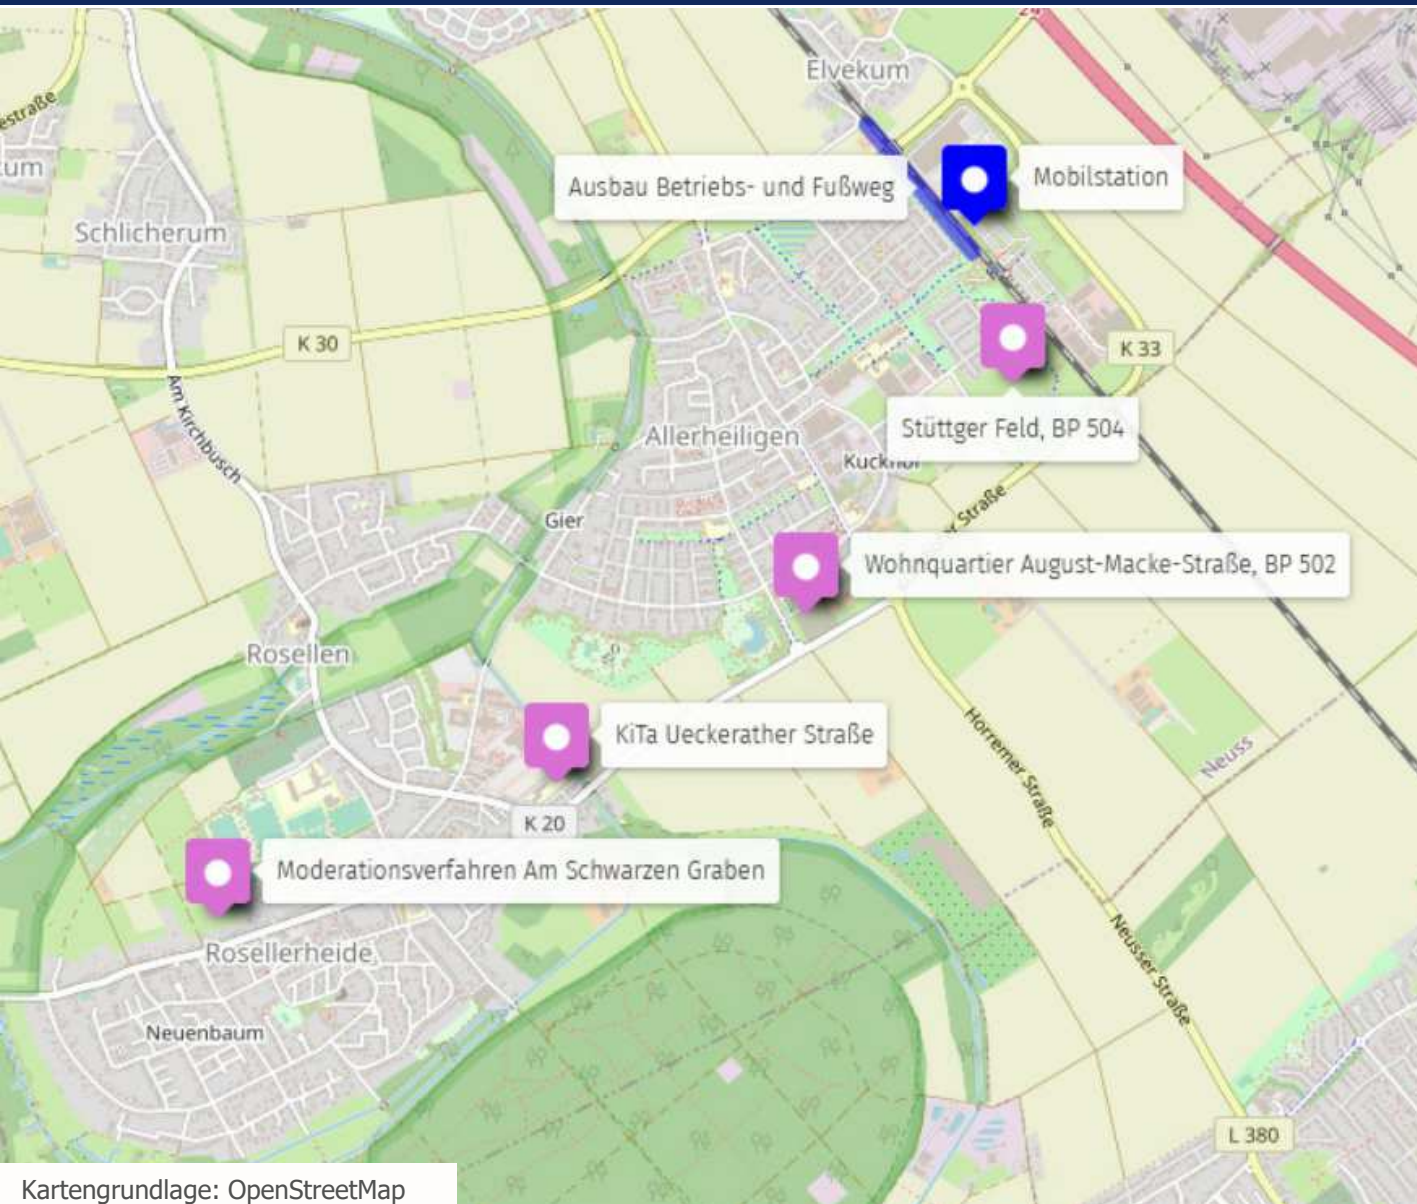 Elvekum
estraße
Mobilstation
Ausbau Betriebs- und Fußweg
Schlicherum
K 30
K 33
Am Kirchbusch
Stüttger Feld, BP 504
Allerheiligen
Straße
Gier
Wohnquartier August-Macke-Straße, BP 502
Rosellen
KiTa Ueckerather Straße
Horremer Straße
Neuss
K 20
Moderationsverfahren Am Schwarzen Graben
Rosellerheide
Neusser Straße
Neuenbaum
L 380
Kartengrundlage: OpenStreetMap